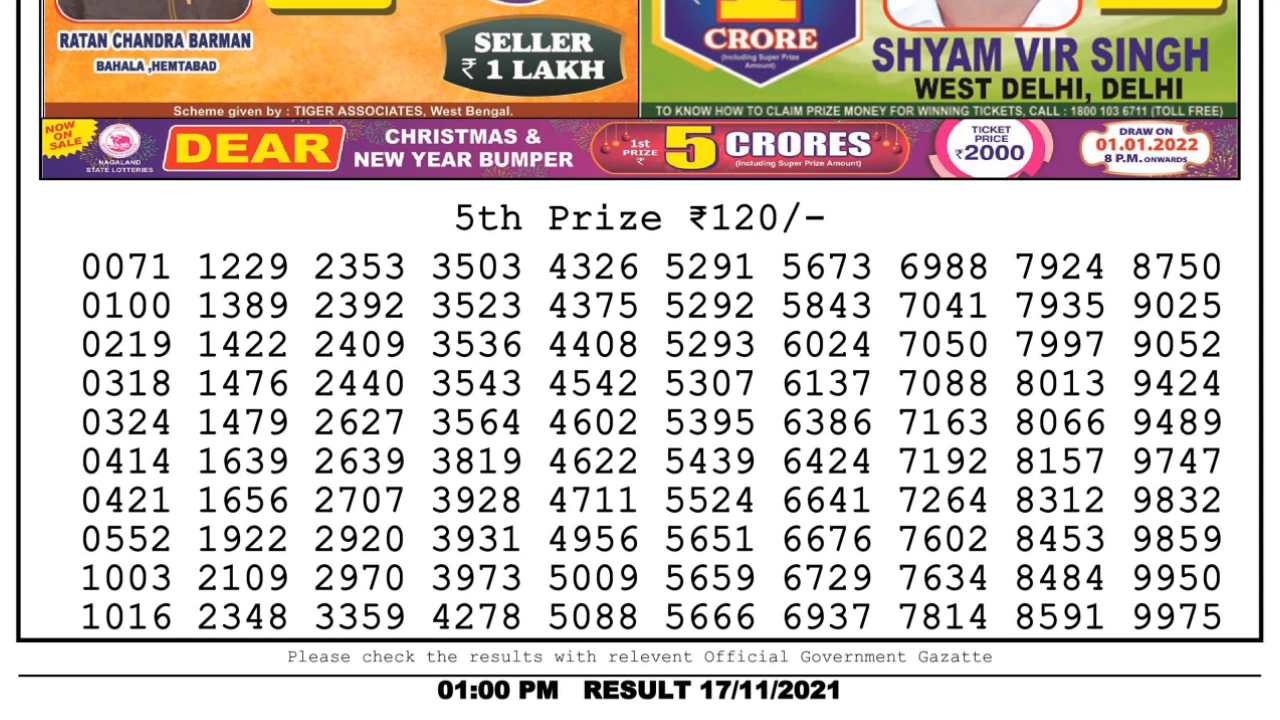 RATAN CHANDRA BARMAN
BAHALA ,HEMTABAD
SELLER
₹ 1 LAKH
Scheme given by : TIGER ASSOCIATES, West Bengal.
CRORE
(Including Super Prize
Amount)
SHYAM VIR SINGH
WEST DELHI, DELHI
TO KNOW HOW TO CLAIM PRIZE MONEY FOR WINNING TICKETS, CALL : 1800 103 6711 (TOLL FREE)
NOW
ON
SALE
NAGALAND
STATE LOTTERIES
DEAR
CHRISTMAS &
NEW YEAR BUMPER
1st
PRIZE
₹
5 CRORES
(Including Super Prize Amount)
TICKET
PRICE
₹2000
DRAW ON
01.01.2022
8 P.M. ONWARDS
5th Prize ₹120/-
0071 1229 2353 3503 4326 5291 5673 6988 7924 8750
0100 1389 2392 3523 4375 5292 5843 7041 7935 9025
0219 1422 2409 3536 4408 5293 6024 7050 7997 9052
0318 1476 2440 3543 4542 5307 6137 7088 8013 9424
0324 1479 2627 3564 4602 5395 6386 7163 8066 9489
0414 1639 2639 3819 4622 5439 6424 7192 8157 9747
0421 1656 2707 3928 4711 5524 6641 7264 8312 9832
0552 1922 2920 3931 4956 5651 6676 7602 8453 9859
1003 2109 2970 3973 5009 5659 6729 7634 8484 9950
1016 2348 3359 4278 5088 5666 6937 7814 8591 9975
Please check the results with relevent Official Government Gazatte
01:00 PM RESULT 17/11/2021